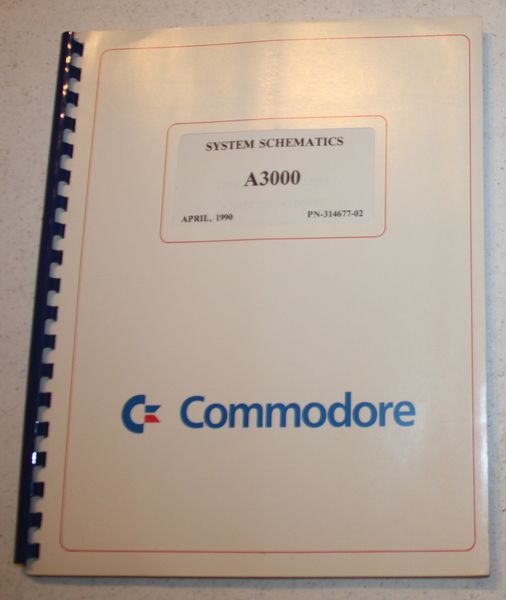 SYSTEM SCHEMATICS
A3000
APRIL, 1990 PN-314677-02
Commodore